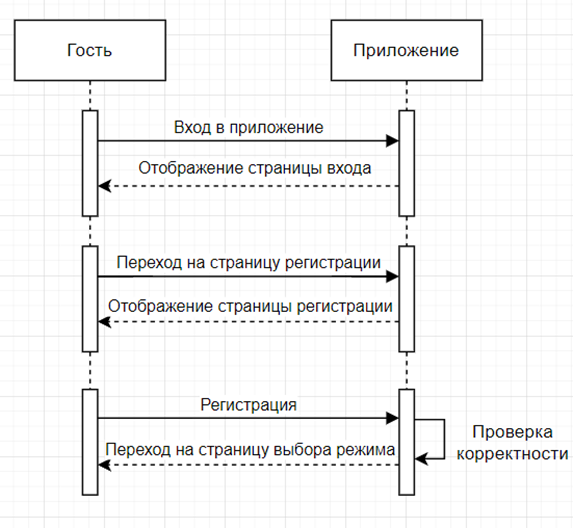 Гость
Приложение
Вход в приложение
Отображение страницы входа
Переход на страницу регистрации
Отображение страницы регистрации
Регистрация
Проверка
корректности
Переход на страницу выбора режима